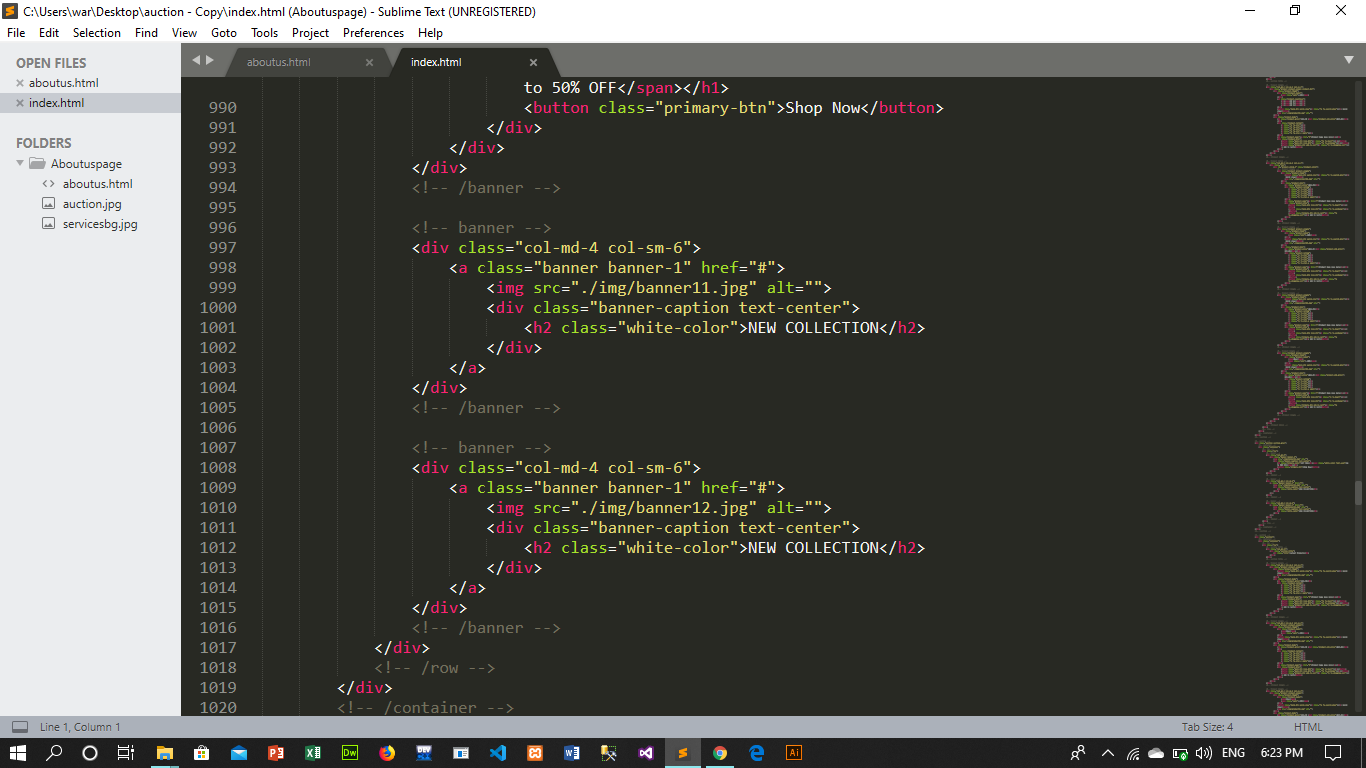 C:\Users\war\Desktop\auction - Copy\index.html (Aboutuspage) - Sublime Text (UNREGISTERED)
File Edit Selection Find View Goto Tools Project Preferences Help
OPEN FILES
aboutus.html
index.html
FOLDERS
Aboutuspage
aboutus.html
auction.jpg
servicesbg.jpg
aboutus.html index.html
to 50% OFF</span></h1>
990 <button class="primary-btn">Shop Now</button>
991 </div>
992 </div>
993 </div>
994 <!-- /banner -->
995
996 <!-- banner -->
997 <div class="col-md-4 col-sm-6">
998 <a class="banner banner-1" href="#">
999 <img src="./img/banner11.jpg" alt="">
1000 <div class="banner-caption text-center">
1001 <h2 class="white-color">NEW COLLECTION</h2>
1002 </div>
1003 </a>
1004 </div>
1005 <!-- /banner -->
1006
1007 <!-- banner -->
1008 <div class="col-md-4 col-sm-6">
1009 <a class="banner banner-1" href="#">
1010 <img src="./img/banner12.jpg" alt="">
1011 <div class="banner-caption text-center">
1012 <h2 class="white-color">NEW COLLECTION</h2>
1013 </div>
1014 </a>
1015 </div>
1016 <!-- /banner -->
1017 </div>
1018 <!-- /row -->
1019 </div>
1020 <!-- /container -->
Line 1, Column 1 Tab Size: 4 HTML
Dw DEV Ai ENG 6:23 PM